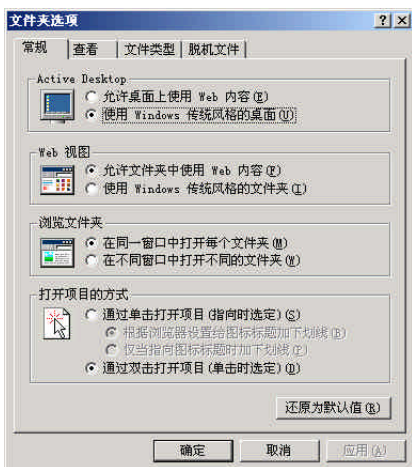 文件夹选项
常规 查看 文件类型 脱机文件
Active Desktop
允许桌面上使用 Web 内容(E)
使用 Windows 传统风格的桌面(U)
Web 视图
允许文件夹中使用 Web 内容(F)
使用 Windows 传统风格的文件夹(I)
浏览文件夹
在同一窗口中打开每个文件夹(M)
在不同窗口中打开不同的文件夹(W)
打开项目的方式
通过单击打开项目(指向时选定)(S)
根据浏览器设置给图标标题加下划线(B)
仅当指向图标标题时加下划线(P)
通过双击打开项目(单击时选定)(D)
还原为默认值(R)
确定 取消 应用(A)